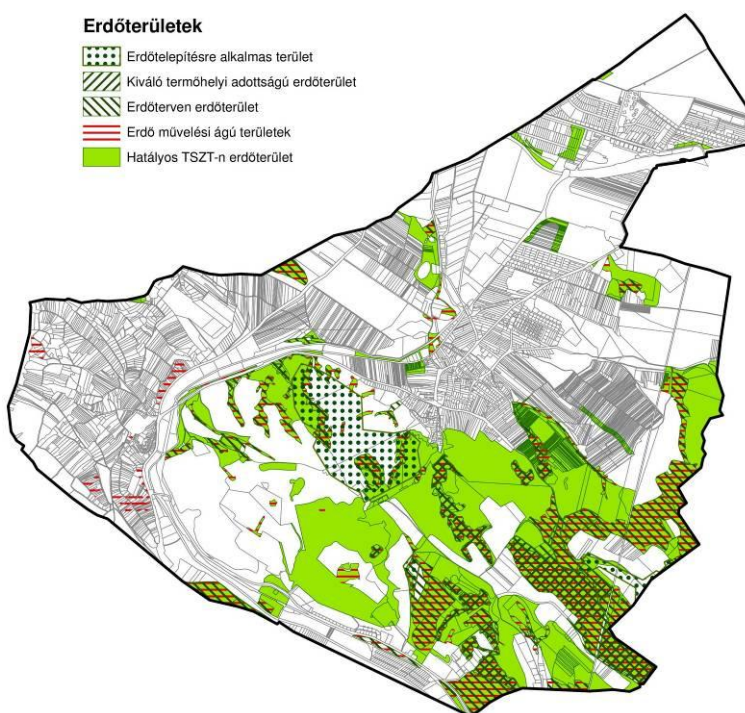 Erdőterületek
Erdőtelepítésre alkalmas terület
Kiváló termőhelyi adottságú erdőterület
Erdőterven erdőterület
Erdő művelési ágú területek
Hatályos TSZT-n erdőterület